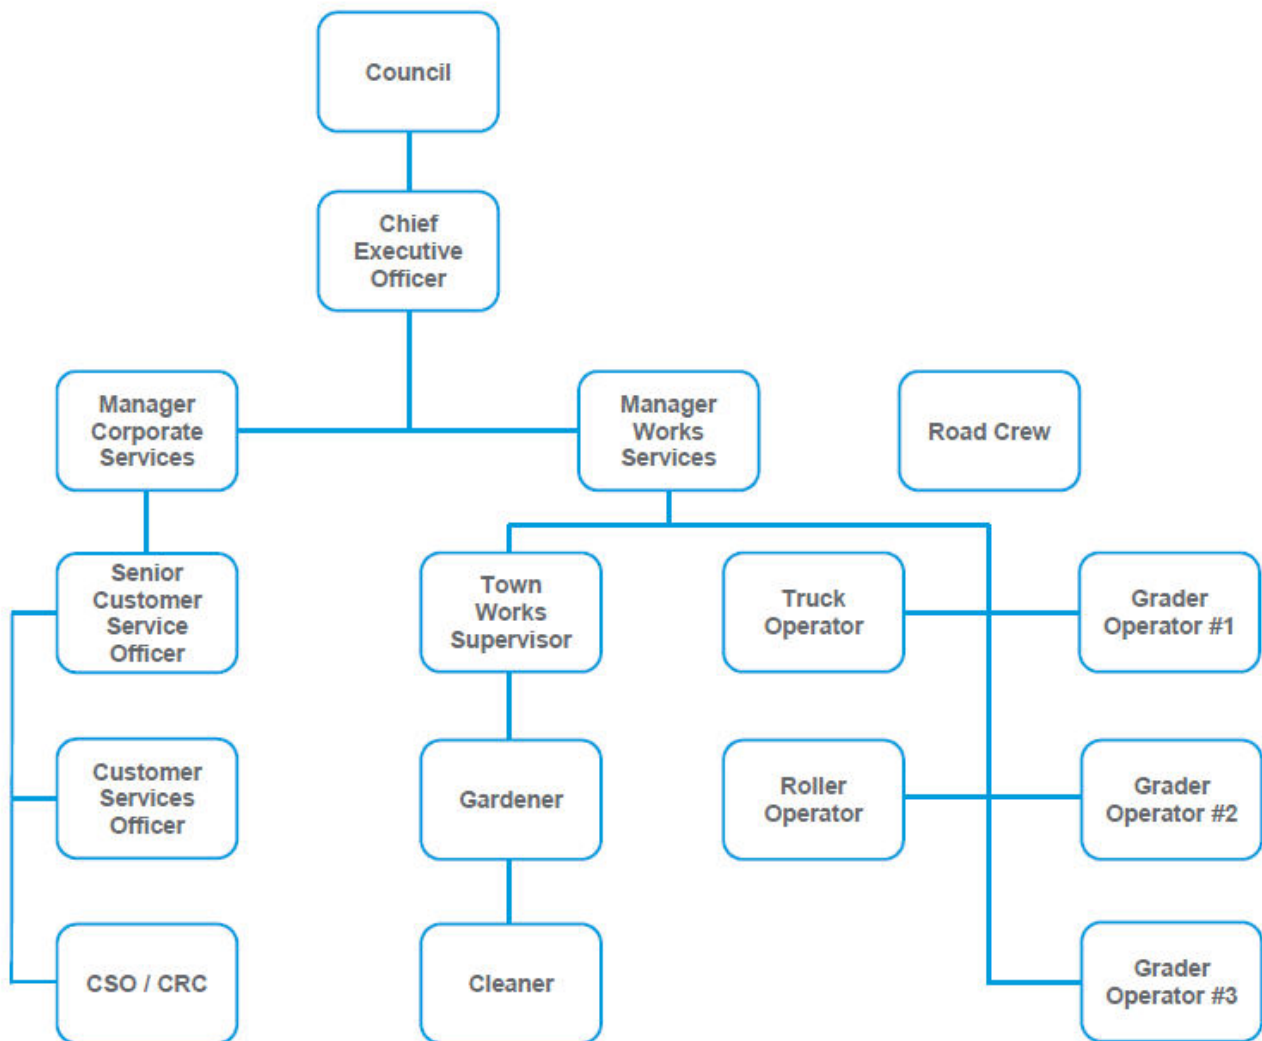 Council
Chief
Executive
Officer
Manager
Corporate
Services
Manager
Works
Services
Road Crew
Senior
Customer
Service
Officer
Town
Works
Supervisor
Truck
Operator
Grader
Operator #1
Customer
Services
Officer
Gardener
Roller
Operator
Grader
Operator #2
CSO / CRC
Cleaner
Grader
Operator #3